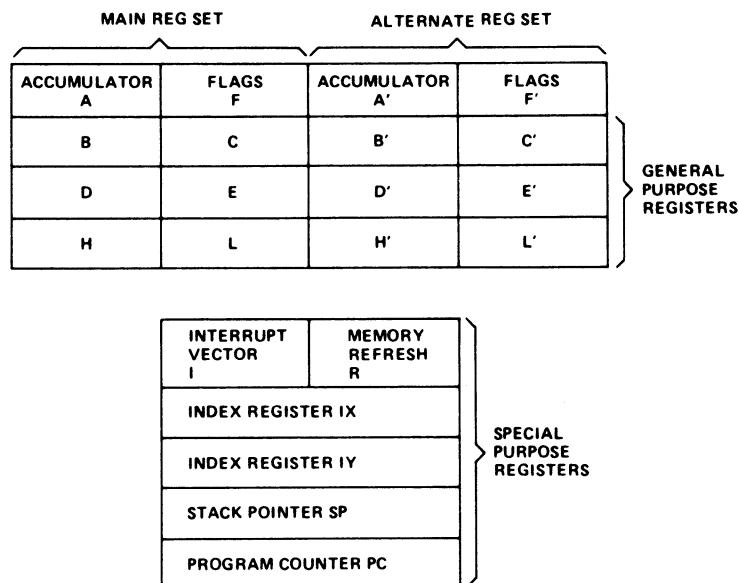 MAIN REG SET
ALTERNATE REG SET
ACCUMULATOR
A
FLAGS
F
ACCUMULATOR
A'
FLAGS
F'
B
C
B'
C'
D
E
D'
E'
H
L
H'
L'
GENERAL
PURPOSE
REGISTERS
INTERRUPT
VECTOR
I
MEMORY
REFRESH
R
INDEX REGISTER IX
INDEX REGISTER IY
STACK POINTER SP
PROGRAM COUNTER PC
SPECIAL
PURPOSE
REGISTERS